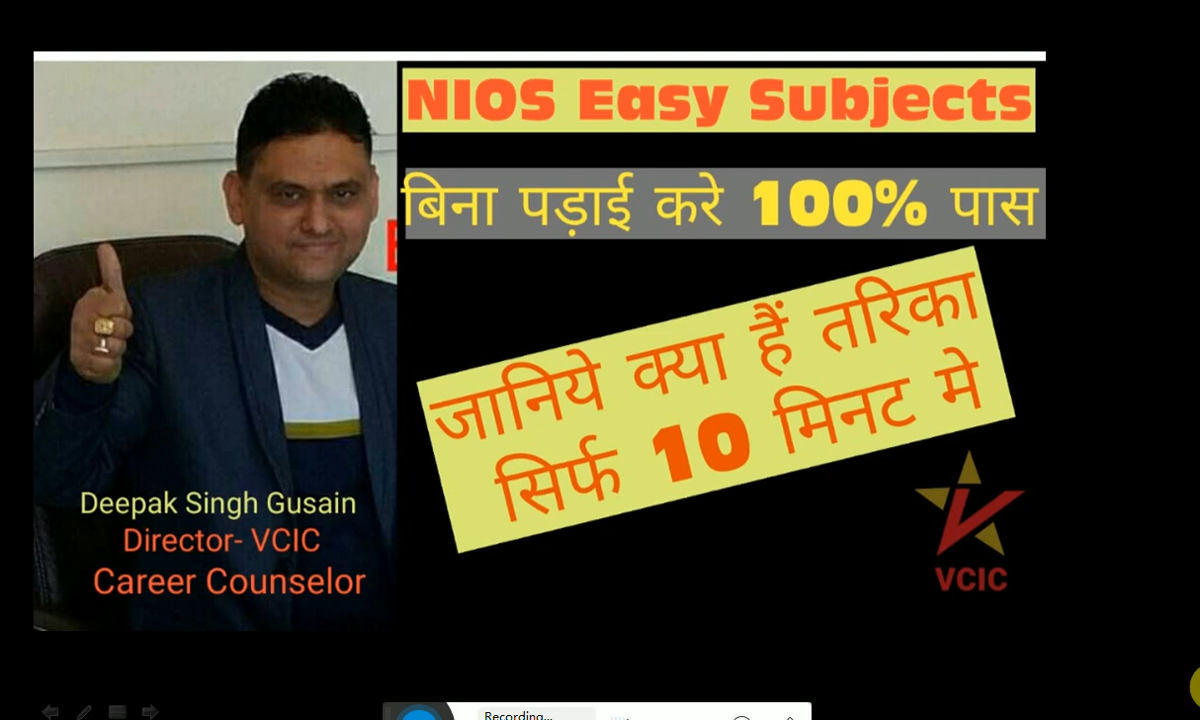 NIOS Easy Subjects
बिना पड़ाई करे 100% पास
जानिये क्या हैं तरिका
सिर्फ 10 मिनट मे
Deepak Singh Gusain
Director- VCIC
Career Counselor
VCIC
Recording...